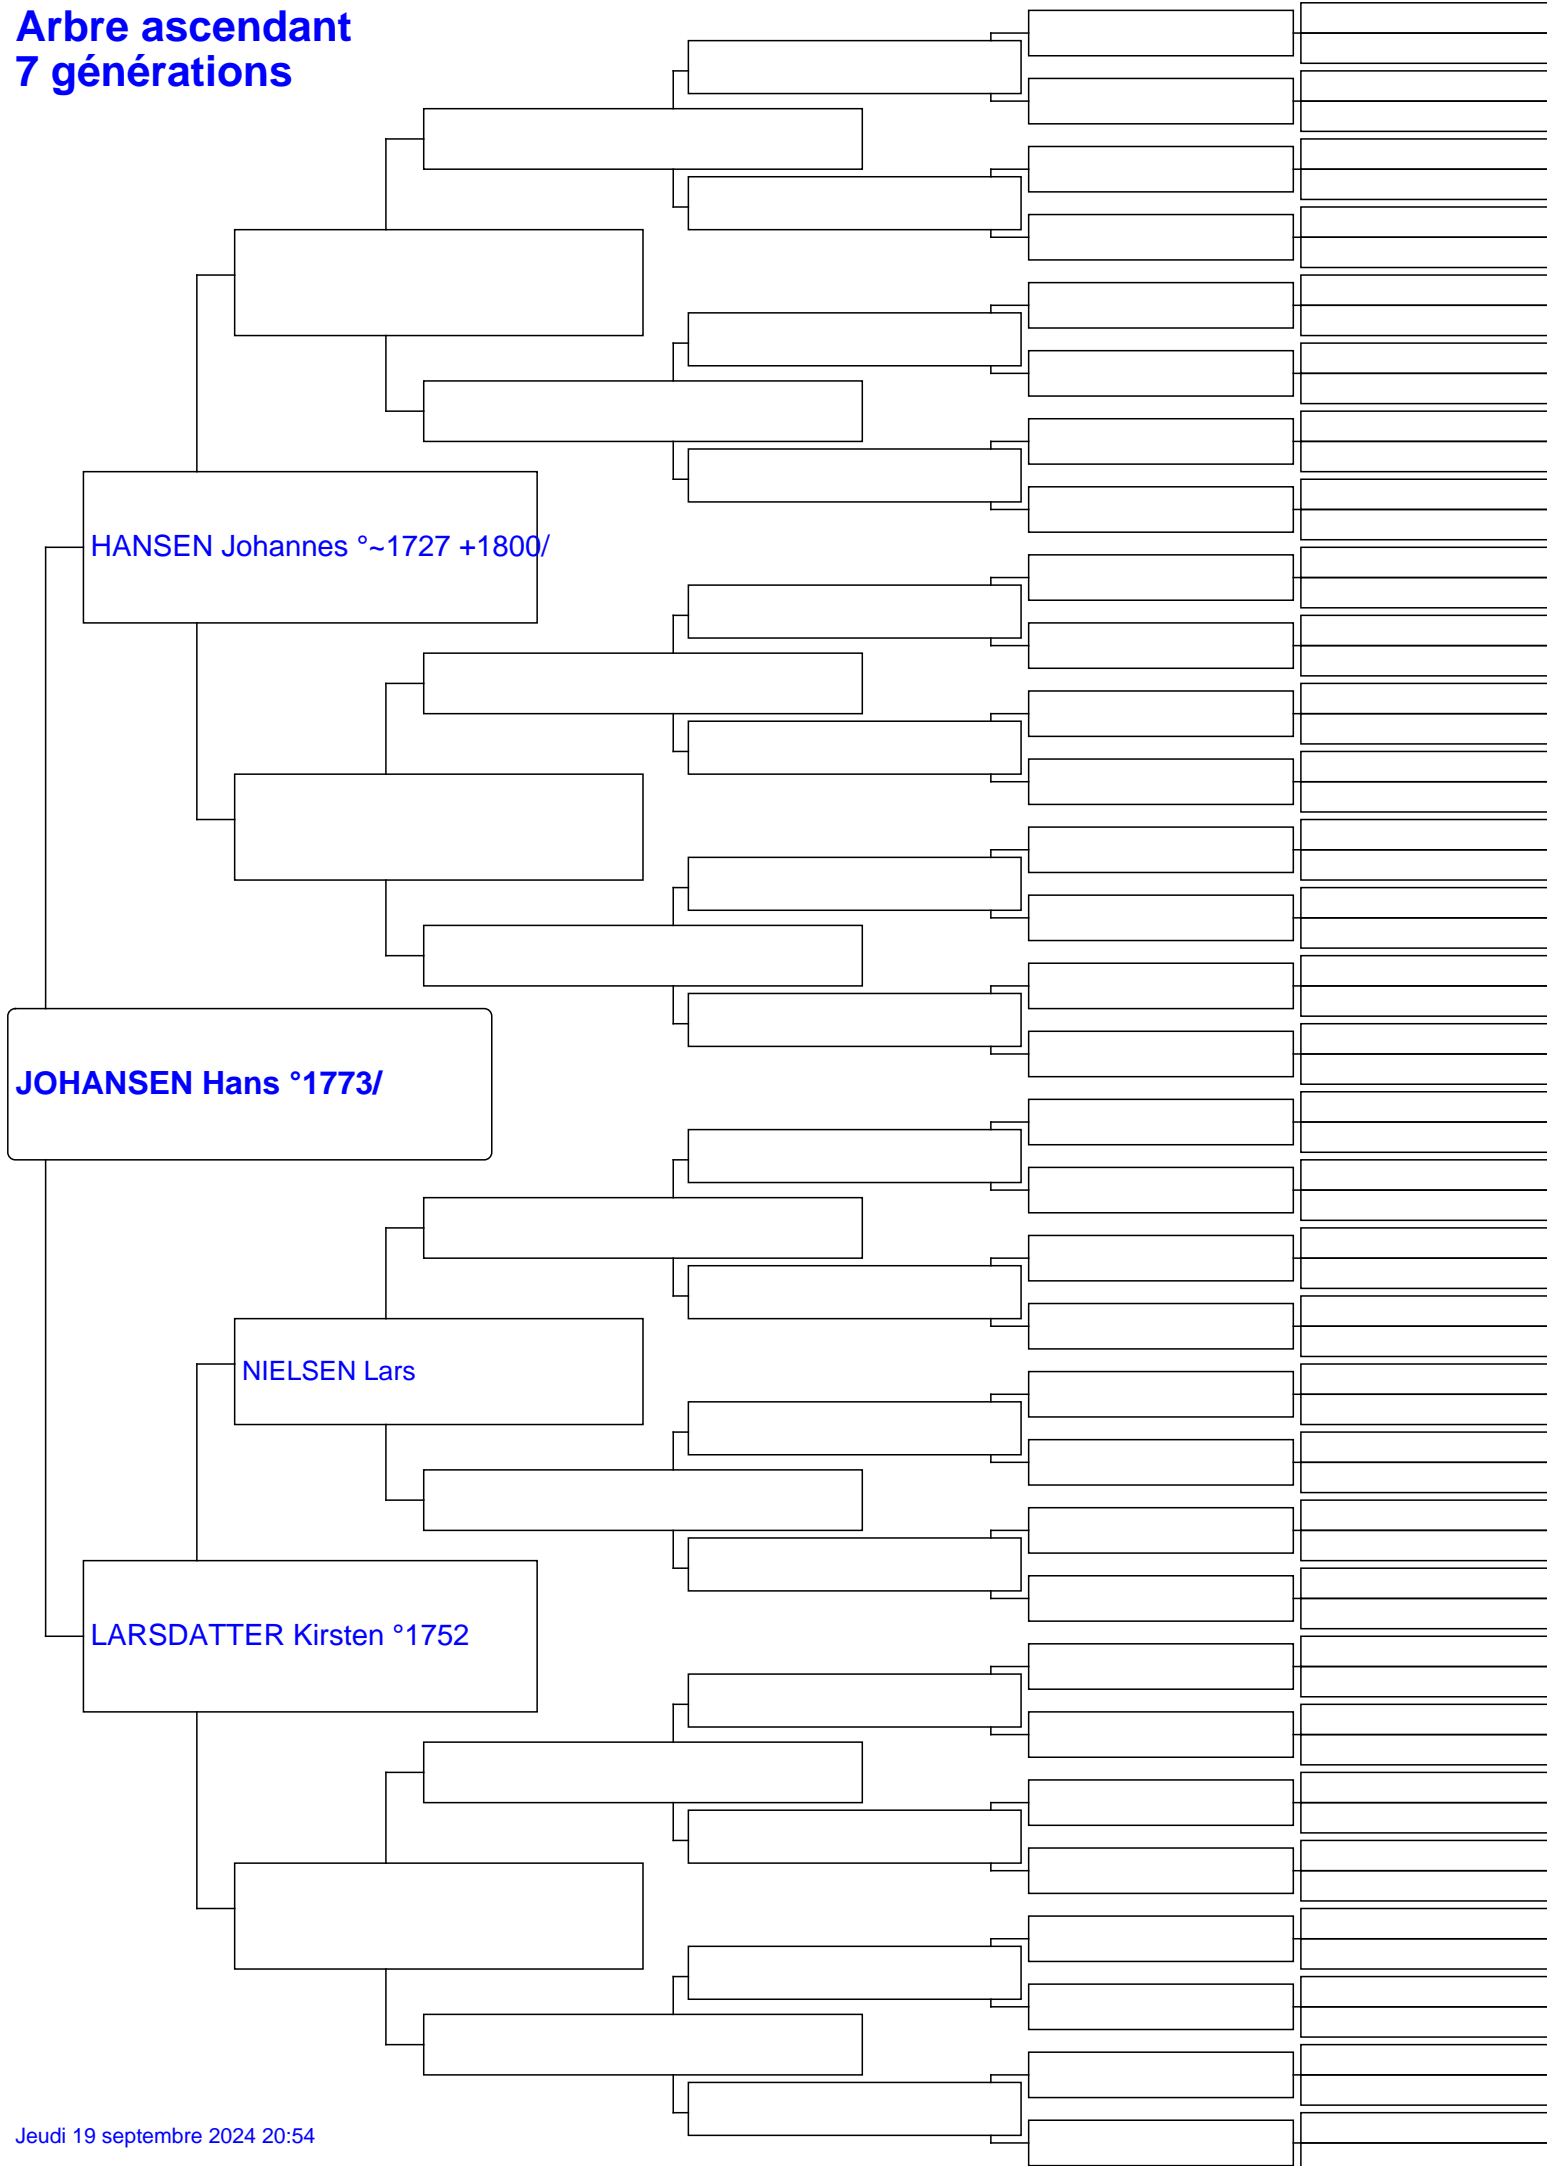 Arbre ascendant
7 générations
HANSEN Johannes °~1727 +1800/
JOHANSEN Hans °1773/
NIELSEN Lars
LARSDATTER Kirsten °1752
Jeudi 19 septembre 2024 20:54